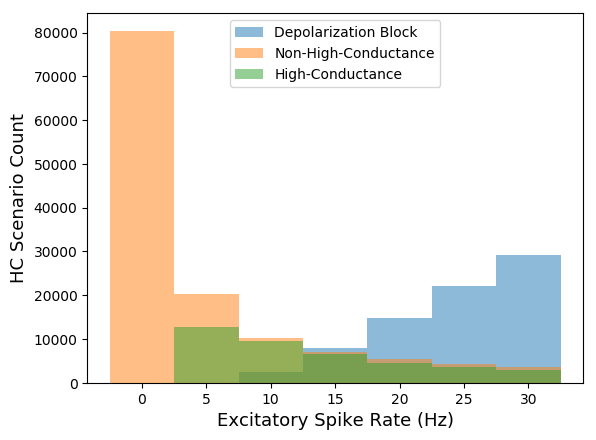 Depolarization Block
Non-High-Conductance
High-Conductance
80000
70000
60000
50000
40000
30000
20000
10000
0
HC Scenario Count
0 5 10 15 20 25 30
Excitatory Spike Rate (Hz)